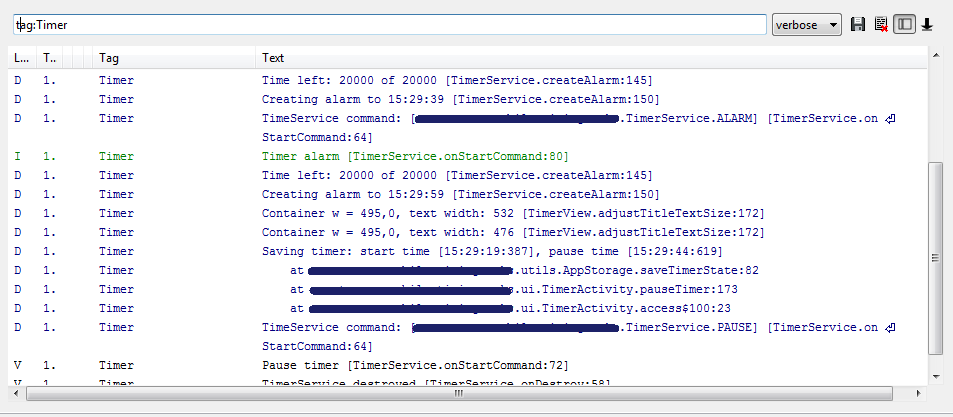 tag:Timer verbose
L... T.. Tag Text
D 1. Timer Time left: 20000 of 20000 [TimerService.createAlarm:145]
D 1. Timer Creating alarm to 15:29:39 [TimerService.createAlarm:150]
D 1. Timer TimeService command: [ .TimerService.ALARM] [TimerService.on
StartCommand:64]
I 1. Timer Timer alarm [TimerService.onStartCommand:80]
D 1. Timer Time left: 20000 of 20000 [TimerService.createAlarm:145]
D 1. Timer Creating alarm to 15:29:59 [TimerService.createAlarm:150]
D 1. Timer Container w = 495,0, text width: 532 [TimerView.adjustTitleTextSize:172]
D 1. Timer Container w = 495,0, text width: 476 [TimerView.adjustTitleTextSize:172]
D 1. Timer Saving timer: start time [15:29:19:387], pause time [15:29:44:619]
D 1. Timer at .utils.AppStorage.saveTimerState:82
D 1. Timer at .ui.TimerActivity.pauseTimer:173
D 1. Timer at .ui.TimerActivity.access$100:23
D 1. Timer TimeService command: [ .TimerService.PAUSE] [TimerService.on
StartCommand:64]
V 1. Timer Pause timer [TimerService.onStartCommand:72]
V 1. Timer TimerService destroyed [TimerService.onDestroy:58]